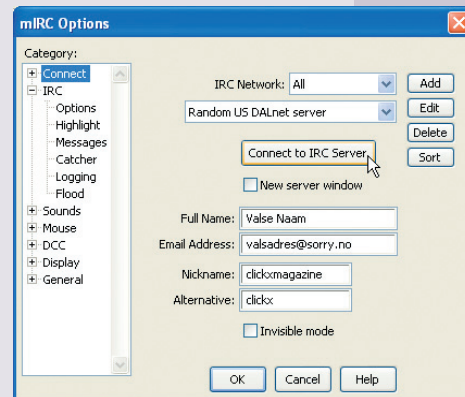 mIRC Options
Category:
Connect
IRC
Options
Highlight
Messages
Catcher
Logging
Flood
Sounds
Mouse
DCC
Display
General
IRC Network: All
Add
Random US DALnet server
Edit
Delete
Connect to IRC Server
Sort
New server window
Full Name: Valse Naam
Email Address: valsadres@sorry.no
Nickname: clickxmagazine
Alternative: clickx
Invisible mode
OK Cancel Help